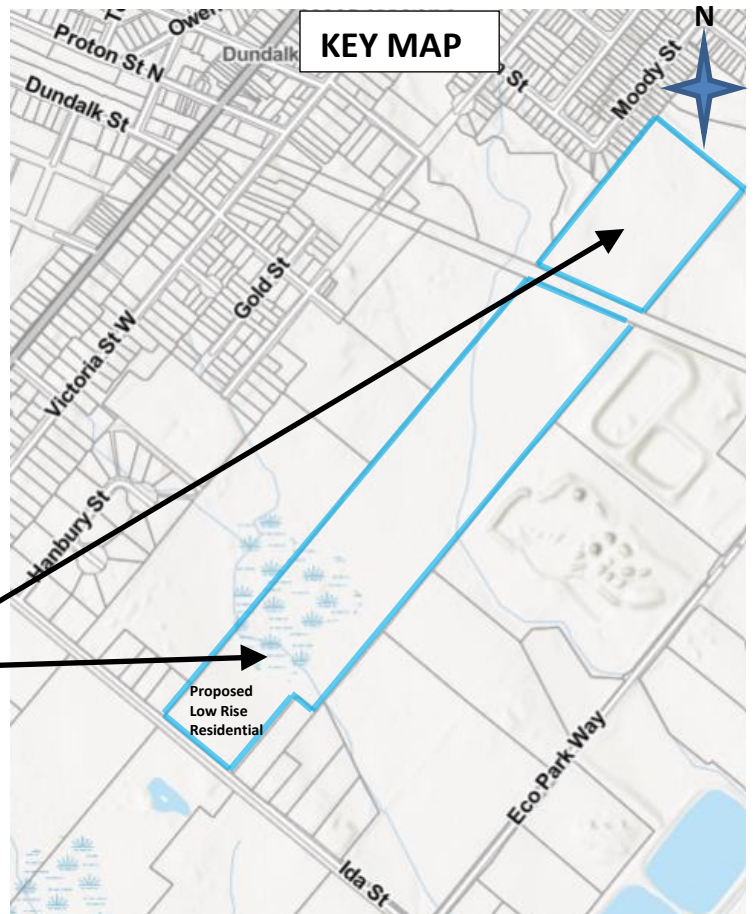 KEY MAP
N
Owen
Proton St N
Dundalk
St
Moody St
Dundalk St
Gold St
Victoria St W
Hanbury St
Proposed
Low Rise
Residential
Eco Park Way
Ida St